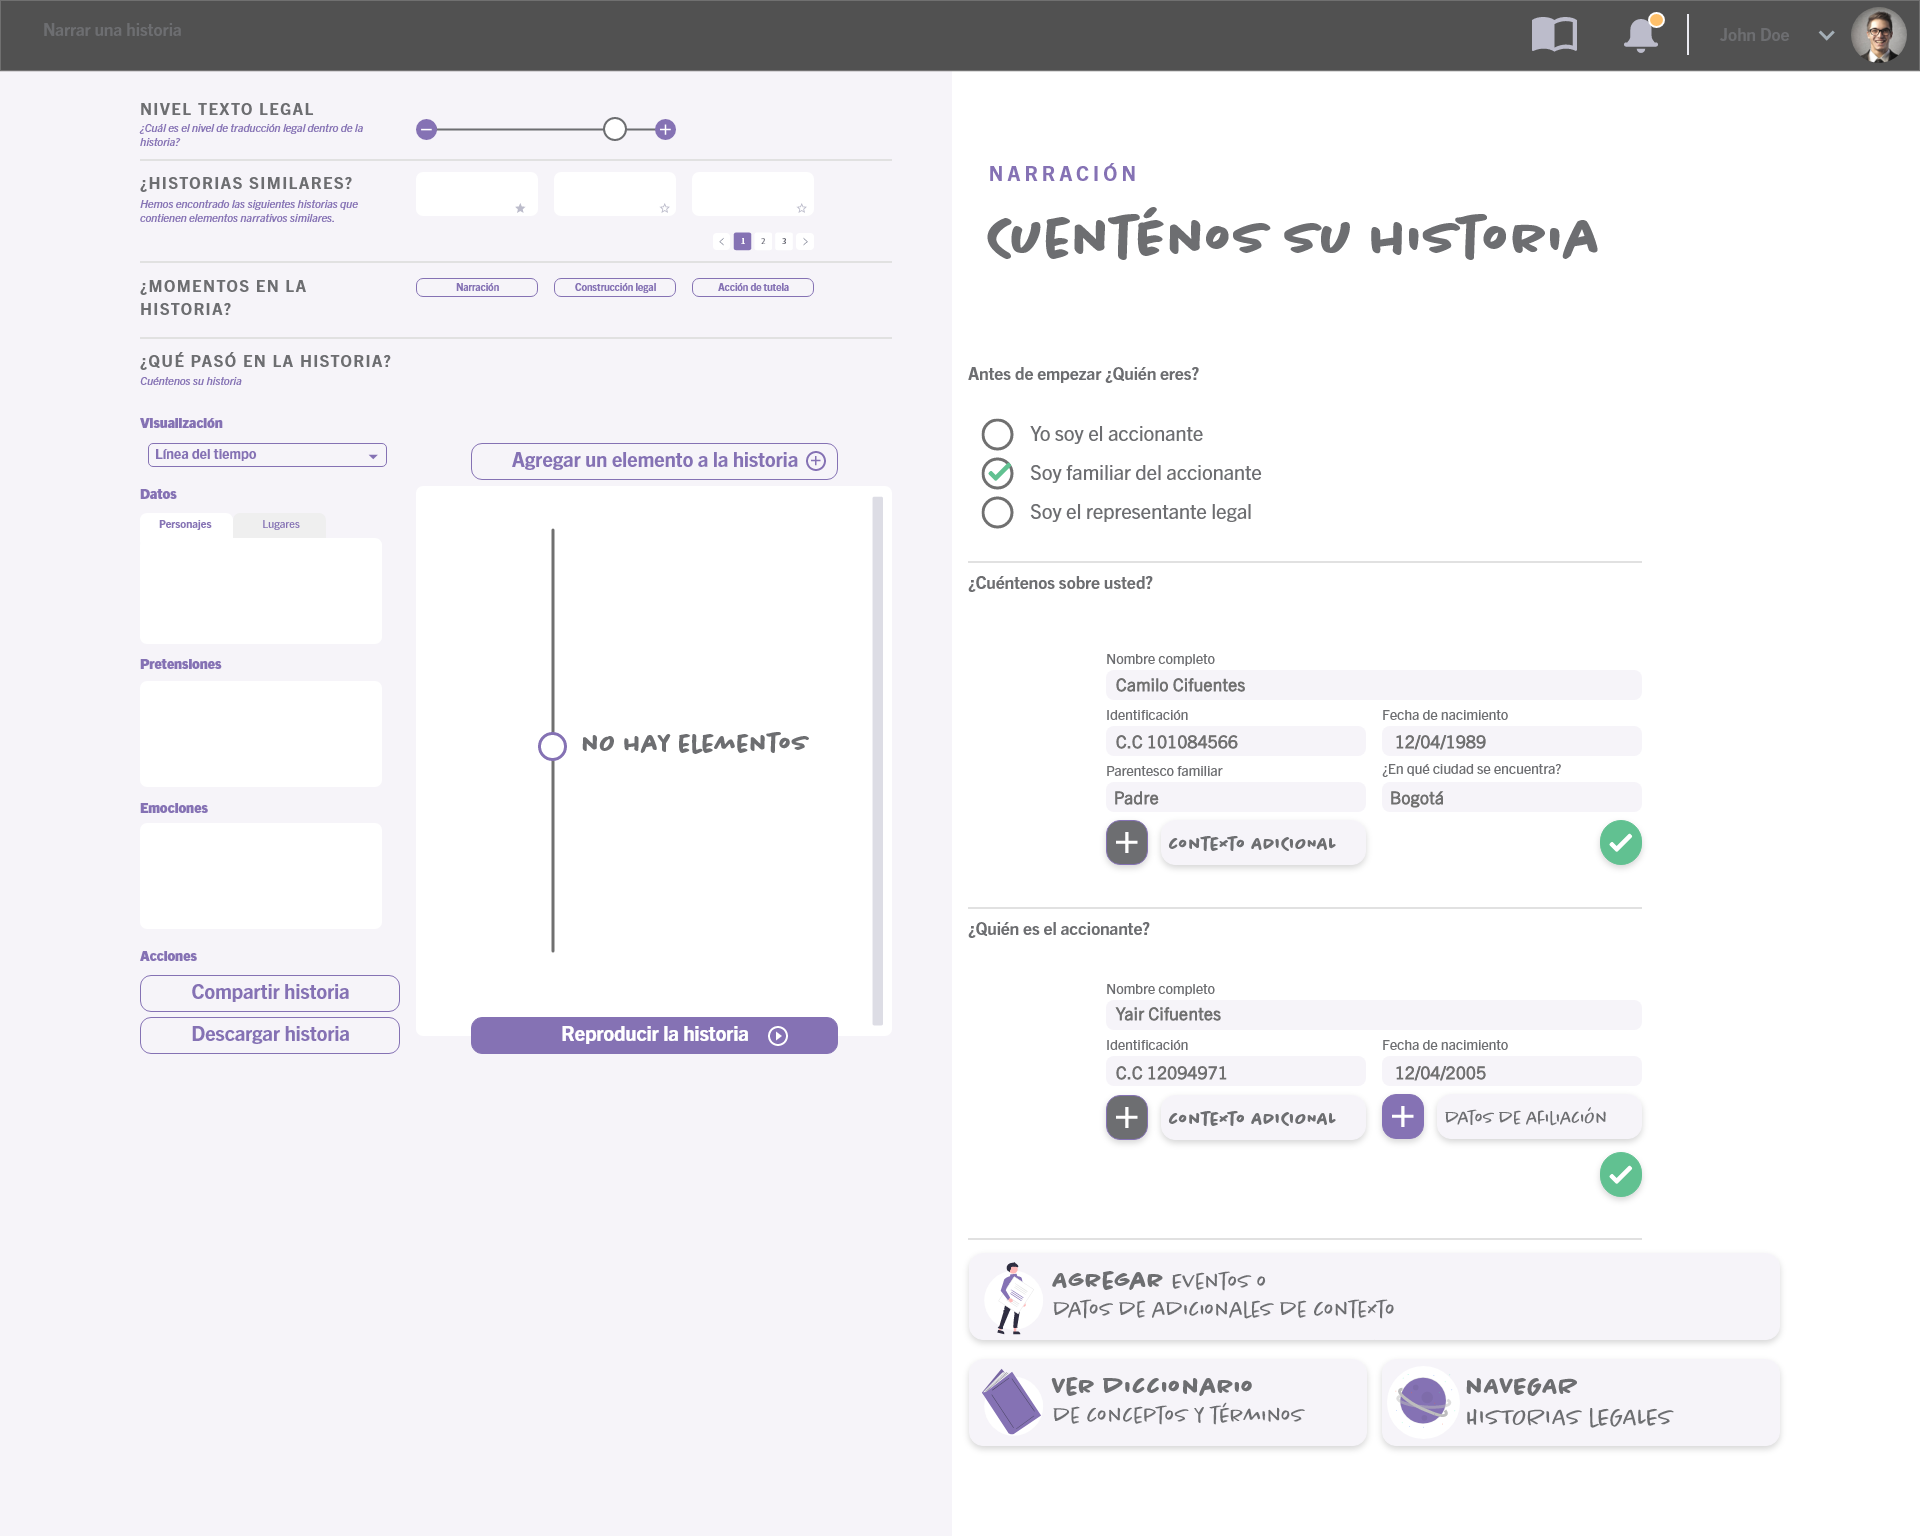 Narrar una historia
John Doe
NIVEL TEXTO LEGAL
¿Cuál es el nivel de traducción legal dentro de la
historia?
¿HISTORIAS SIMILARES?
Hemos encontrado las siguientes historias que
contienen elementos narrativos similares.
1 2 3
¿MOMENTOS EN LA
HISTORIA?
Narración
Construcción legal
Acción de tutela
¿QUÉ PASÓ EN LA HISTORIA?
Cuéntenos su historia
Visualización
Línea del tiempo
Datos
Personajes
Lugares
Pretensiones
Emociones
Acciones
Compartir historia
Descargar historia
Agregar un elemento a la historia
NO HAY ELEMENTOS
Reproducir la historia
NARRACIÓN
CUENTÉNOS SU HISTORIA
Antes de empezar ¿Quién eres?
Yo soy el accionante
Soy familiar del accionante
Soy el representante legal
¿Cuéntenos sobre usted?
Nombre completo
Camilo Cifuentes
Identificación
C.C 101084566
Fecha de nacimiento
12/04/1989
Parentesco familiar
Padre
¿En qué ciudad se encuentra?
Bogotá
CONTEXTO ADICIONAL
¿Quién es el accionante?
Nombre completo
Yair Cifuentes
Identificación
C.C 12094971
Fecha de nacimiento
12/04/2005
CONTEXTO ADICIONAL
DATOS DE AFILIACIÓN
AGREGAR EVENTOS O
DATOS DE ADICIONALES DE CONTEXTO
VER DICCIONARIO
DE CONCEPTOS Y TÉRMINOS
NAVEGAR
HISTORIAS LEGALES